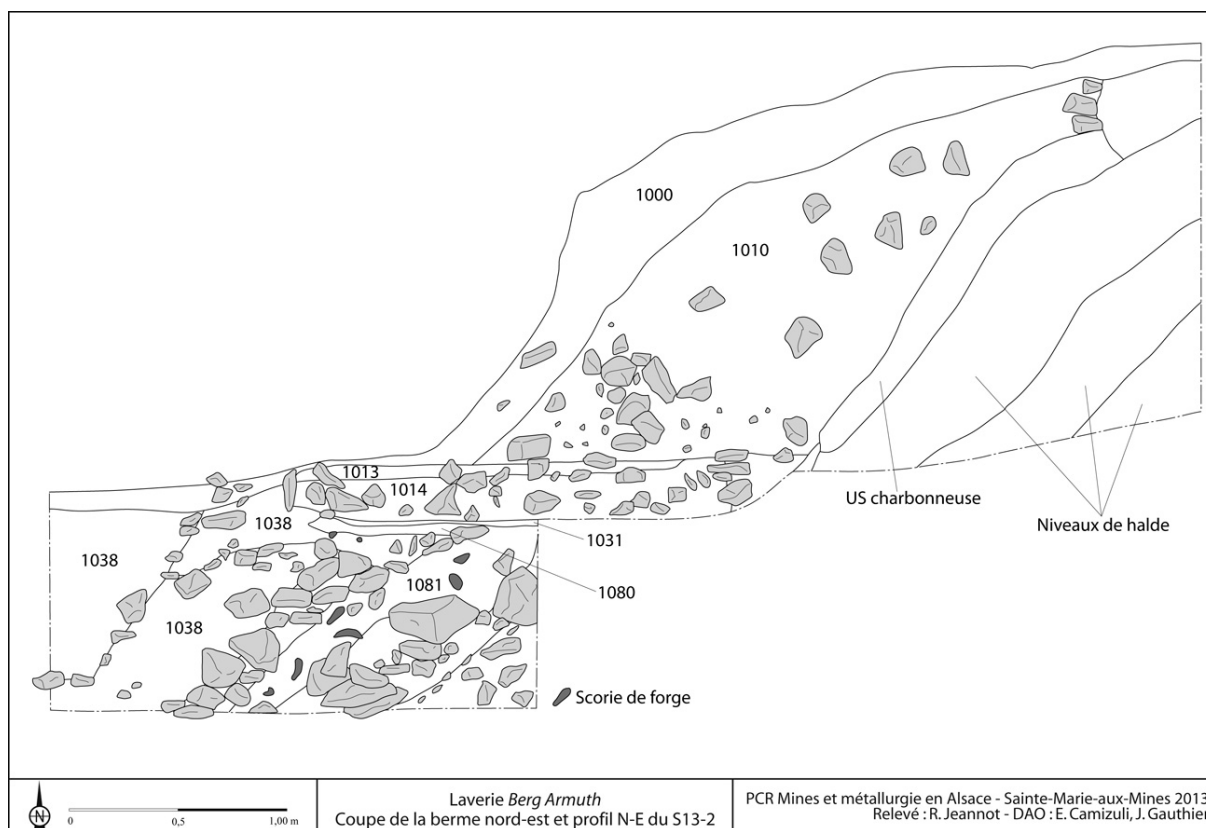 1000
1010
1013
1014
1038
1031
1038
1080
1081
1038
US charbonneuse
Niveaux de halde
Scorie de forge
N
0
0,5
1,00 m
Laverie Berg Armuth
Coupe de la berme nord-est et profil N-E du S13-2
PCR Mines et métallurgie en Alsace - Sainte-Marie-aux-Mines 2013
Relevé : R. Jeannot - DAO : E. Camizuli, J. Gauthier